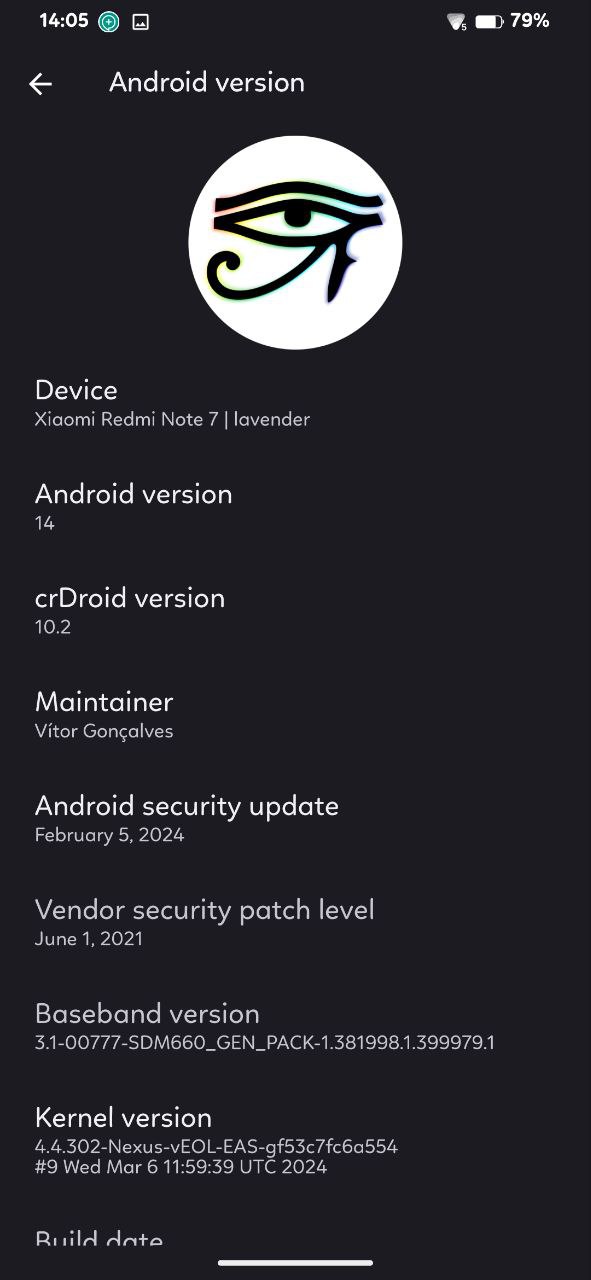 14:05
5
79%
Android version
Device
Xiaomi Redmi Note 7 | lavender
Android version
14
crDroid version
10.2
Maintainer
Vítor Gonçalves
Android security update
February 5, 2024
Vendor security patch level
June 1, 2021
Baseband version
3.1-00777-SDM660_GEN_PACK-1.381998.1.399979.1
Kernel version
4.4.302-Nexus-vEOL-EAS-gf53c7fc6a554
#9 Wed Mar 6 11:59:39 UTC 2024
Build date